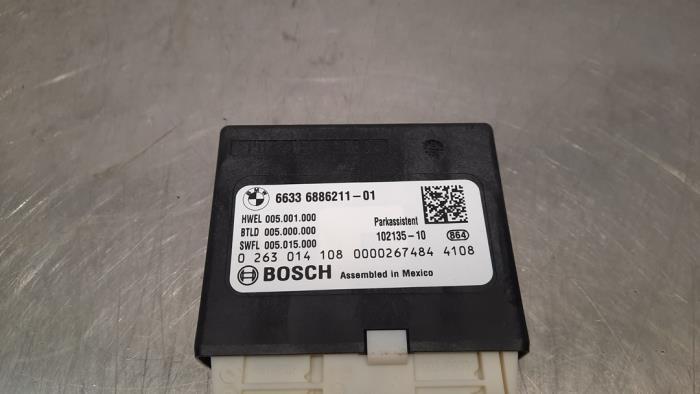 6633 6886211-01
HWEL 005.001.000
BTLD 005.000.000
SWFL 005.015.000
Parkassistent
102135-10 864
0 263 014 108 0000267484 4108
BOSCH Assembled in Mexico